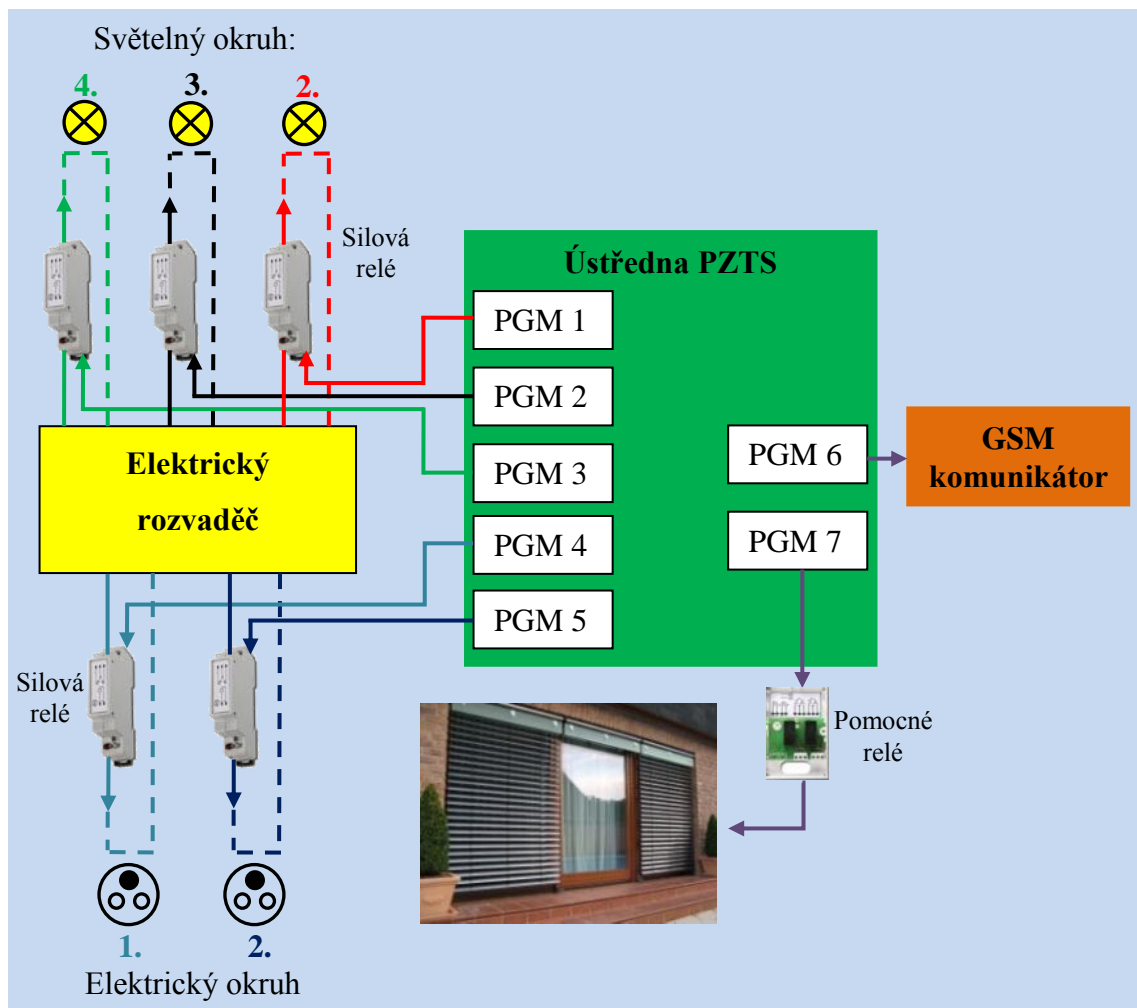 Světelný okruh:
4.
3.
2.
Silová
relé
Ústředna PZTS
PGM 1
PGM 2
PGM 3
PGM 4
PGM 5
PGM 6
PGM 7
GSM
komunikátor
Elektrický
rozvaděč
Silová
relé
Pomocné
relé
1.
2.
Elektrický okruh